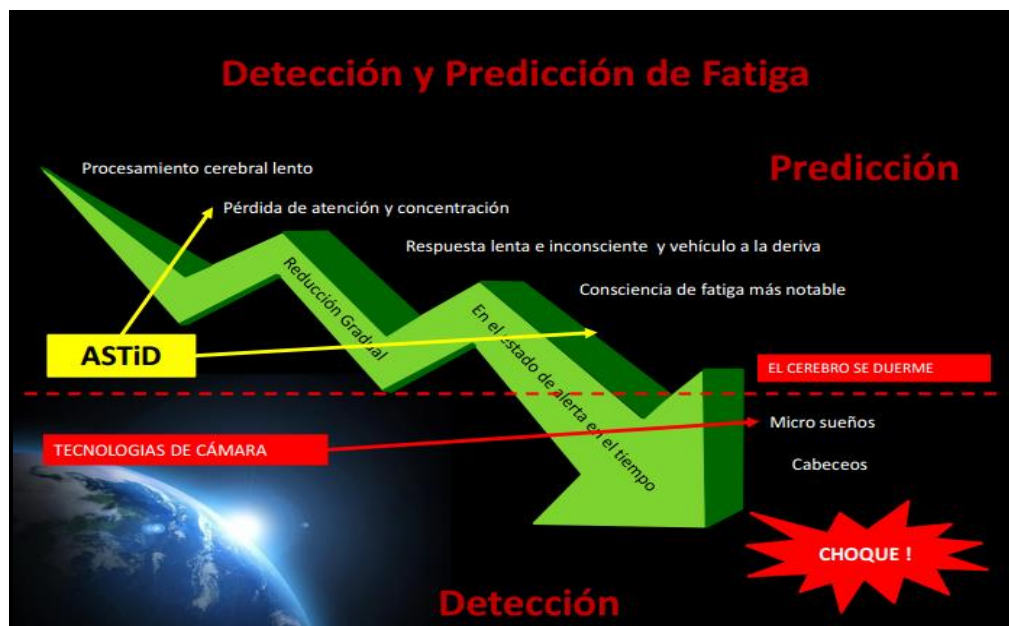 Detección y Predicción de Fatiga
Predicción
Procesamiento cerebral lento
Pérdida de atención y concentración
Respuesta lenta e inconsciente y vehículo a la deriva
Consciencia de fatiga más notable
Reducción Gradual
En el estado de alerta en el tiempo
ASTiD
EL CEREBRO SE DUERME
TECNOLOGIAS DE CÁMARA
Micro sueños
Cabeceos
CHOQUE !
Detección